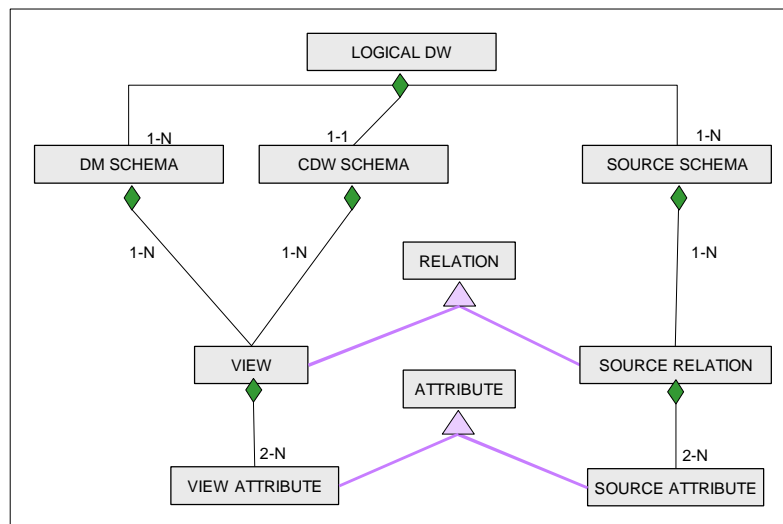 LOGICAL DW
1-N
1-1
1-N
DM SCHEMA
CDW SCHEMA
SOURCE SCHEMA
1-N
1-N
1-N
RELATION
VIEW
SOURCE RELATION
ATTRIBUTE
2-N
2-N
VIEW ATTRIBUTE
SOURCE ATTRIBUTE